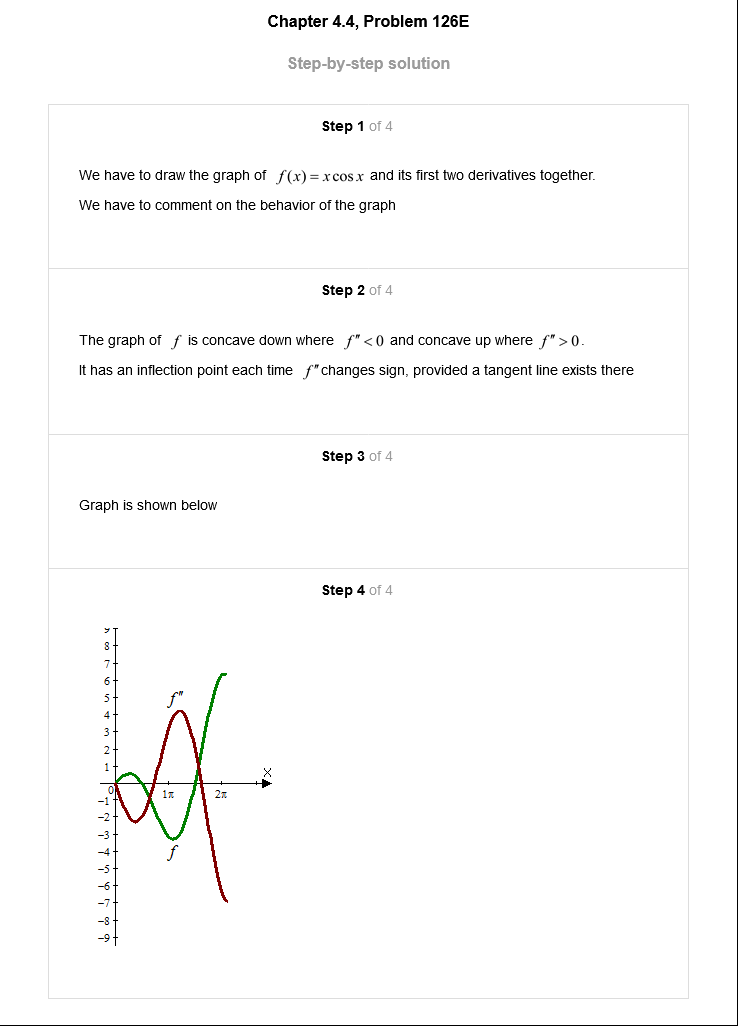 Chapter 4.4, Problem 126E
Step-by-step solution
Step 1 of 4
We have to draw the graph of f(x) = x cos x and its first two derivatives together.
We have to comment on the behavior of the graph
Step 2 of 4
The graph of f is concave down where f″ < 0 and concave up where f″ > 0.
It has an inflection point each time f″ changes sign, provided a tangent line exists there
Step 3 of 4
Graph is shown below
Step 4 of 4
9
8
7
6
5
f″
4
3
2
1
x
0
1π
2π
−1
−2
−3
−4
f
−5
−6
−7
−8
−9